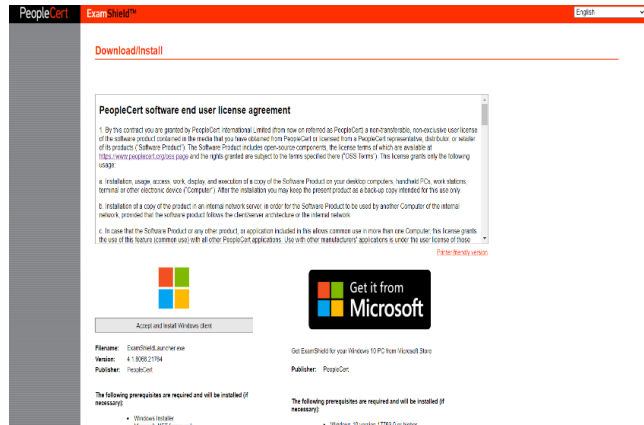 PeopleCert
ExamShield™
English
Download/Install
PeopleCert software end user license agreement
1. By this contract you are granted by PeopleCert International Limited (from now on referred as PeopleCert) a non-transferable, non-exclusive user license
of the software product contained in the media that you have obtained from PeopleCert or licensed from a PeopleCert representative, distributor, or retailer
of its products ("Software Product"). The Software Product includes open-source components, the license terms of which are available at
https://www.peoplecert.org/oss page and the rights granted are subject to the terms specified there ("OSS Terms"). This license grants only the following
usage:
a. Installation, usage, access, work, display, and execution of a copy of the Software Product on your desktop computers, handheld PCs, work stations,
terminal or other electronic device ("Computer"). After the installation you may keep the present product as a back-up copy intended for this use only.
b. Installation of a copy of the product in an internal network server, in order for the Software Product to be used by another Computer of the internal
network, provided that the software product follows the client/server architecture or the internal network.
c. In case that the Software Product or any other product, or application included in this allows common use in more than one Computer, this license grants
the use of this feature (common use) with all other PeopleCert applications. Use with other manufacturers' applications is under the user license of those
Printer friendly version
Accept and Install Windows client
Get it from
Microsoft
Filename: ExamShieldLauncher.exe
Version: 4.1.8066.21764
Publisher: PeopleCert
Get ExamShield for your Windows 10 PC from Microsoft Store
Publisher: PeopleCert
The following prerequisites are required and will be installed (if
necessary):
• Windows Installer
The following prerequisites are required and will be installed (if
necessary):
• Windows 10 version 17763.0 or higher